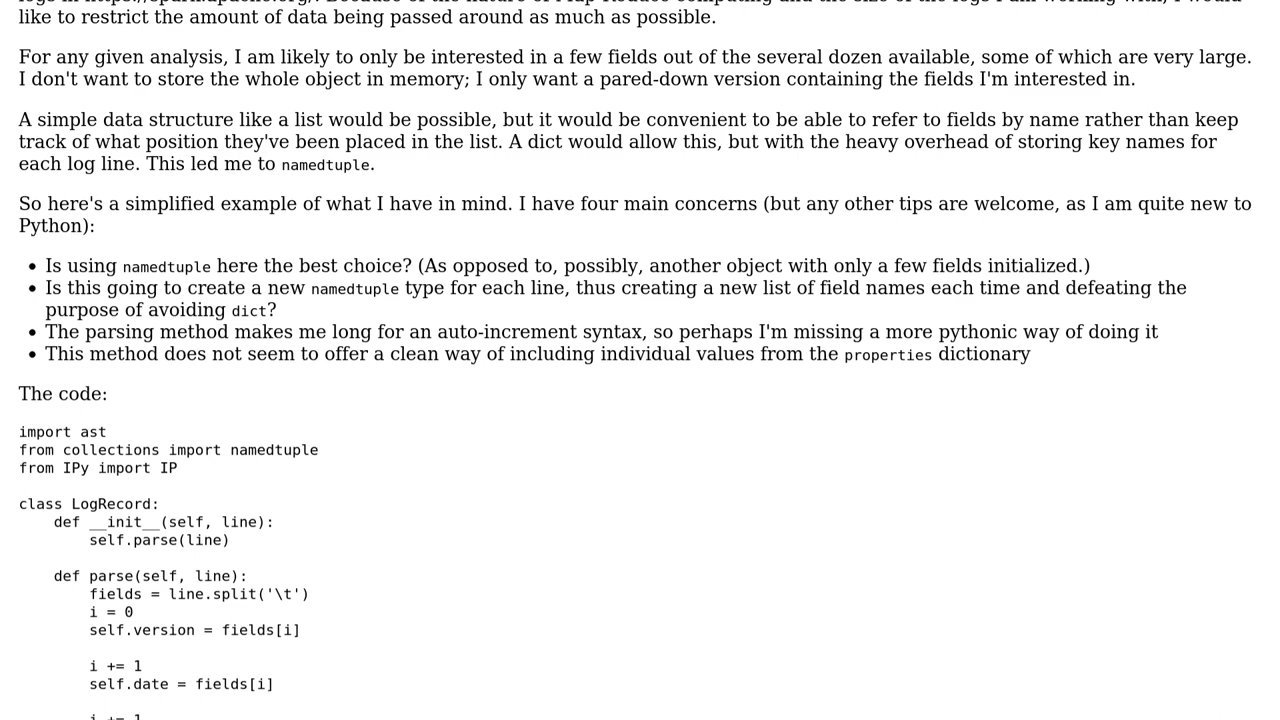 like to restrict the amount of data being passed around as much as possible.
For any given analysis, I am likely to only be interested in a few fields out of the several dozen available, some of which are very large.
I don't want to store the whole object in memory; I only want a pared-down version containing the fields I'm interested in.
A simple data structure like a list would be possible, but it would be convenient to be able to refer to fields by name rather than keep
track of what position they've been placed in the list. A dict would allow this, but with the heavy overhead of storing key names for
each log line. This led me to namedtuple.
So here's a simplified example of what I have in mind. I have four main concerns (but any other tips are welcome, as I am quite new to
Python):
• Is using namedtuple here the best choice? (As opposed to, possibly, another object with only a few fields initialized.)
• Is this going to create a new namedtuple type for each line, thus creating a new list of field names each time and defeating the
purpose of avoiding dict?
• The parsing method makes me long for an auto-increment syntax, so perhaps I'm missing a more pythonic way of doing it
• This method does not seem to offer a clean way of including individual values from the properties dictionary
The code:
import ast
from collections import namedtuple
from IPy import IP
class LogRecord:
def __init__(self, line):
self.parse(line)
def parse(self, line):
fields = line.split('\t')
i = 0
self.version = fields[i]
i += 1
self.date = fields[i]